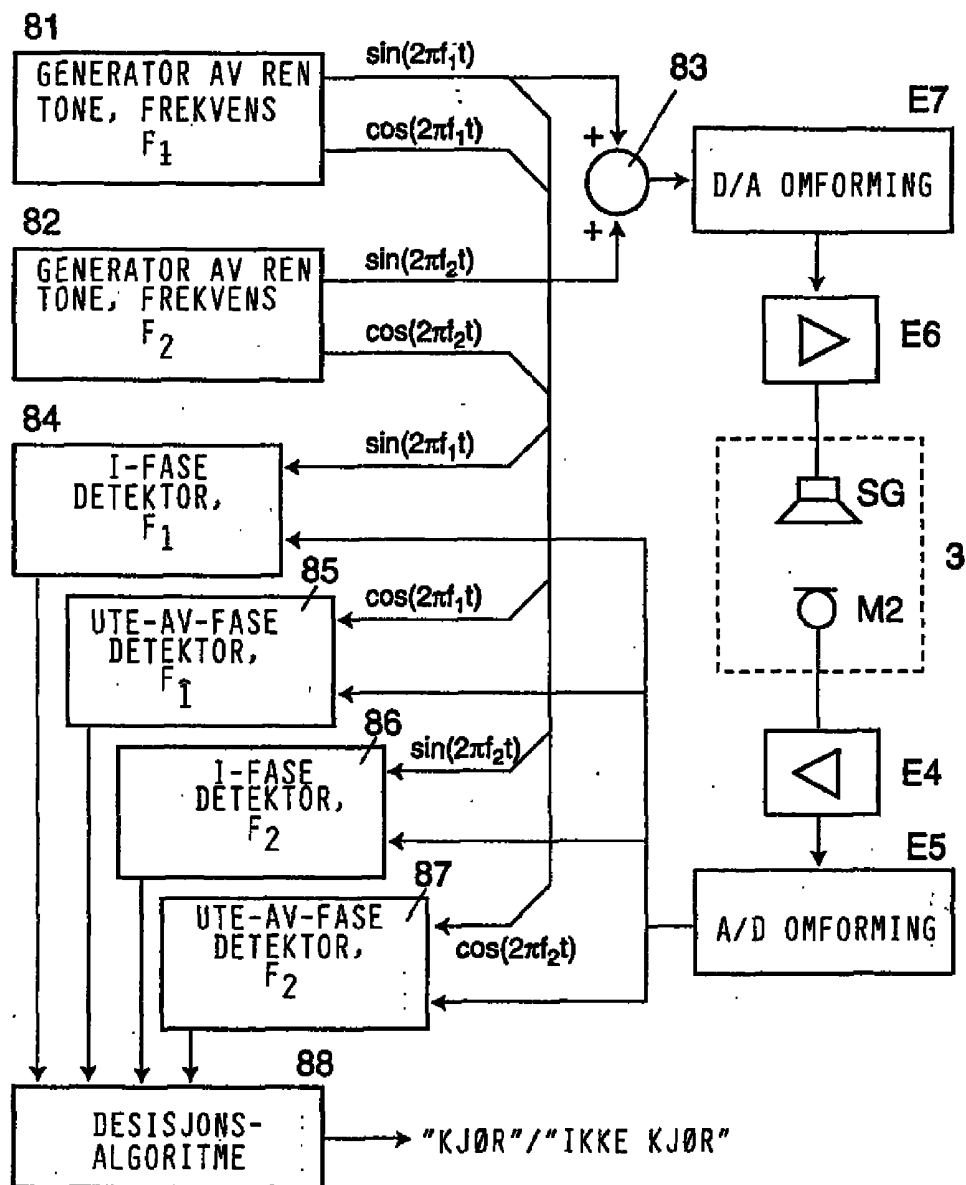 81
GENERATOR AV REN
TONE, FREKVENS
F1
sin(2πf1t)
cos(2πf1t)
83
+
+
E7
D/A OMFORMING
82
GENERATOR AV REN
TONE, FREKVENS
F2
sin(2πf2t)
cos(2πf2t)
E6
84
I-FASE
DETEKTOR,
F1
sin(2πf1t)
SG
3
M2
85
UTE-AV-FASE
DETEKTOR,
F1
cos(2πf1t)
86
I-FASE
DETEKTOR,
F2
sin(2πf2t)
E4
E5
A/D OMFORMING
87
UTE-AV-FASE
DETEKTOR,
F2
cos(2πf2t)
88
DESISJONS-
ALGORITME
"KJØR"/"IKKE KJØR"